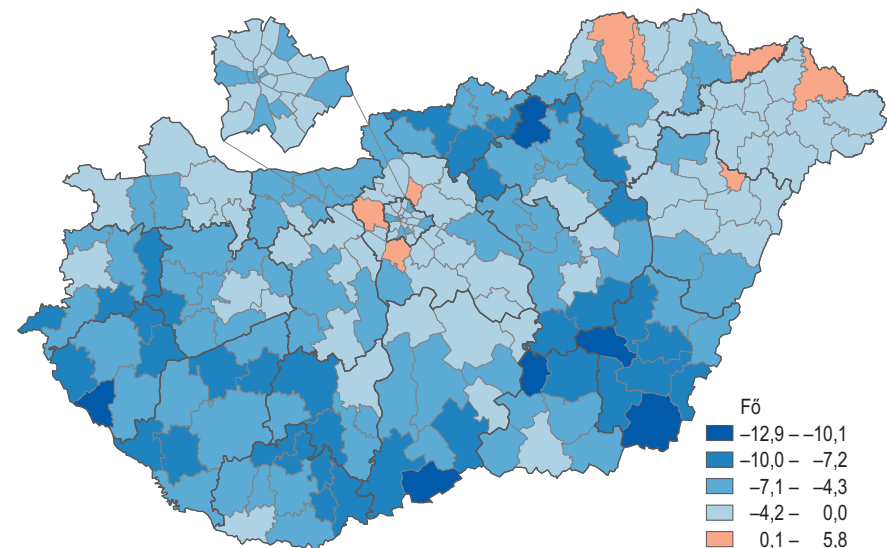 Fő
–12,9 – –10,1
–10,0 – –7,2
–7,1 – –4,3
–4,2 – 0,0
0,1 – 5,8